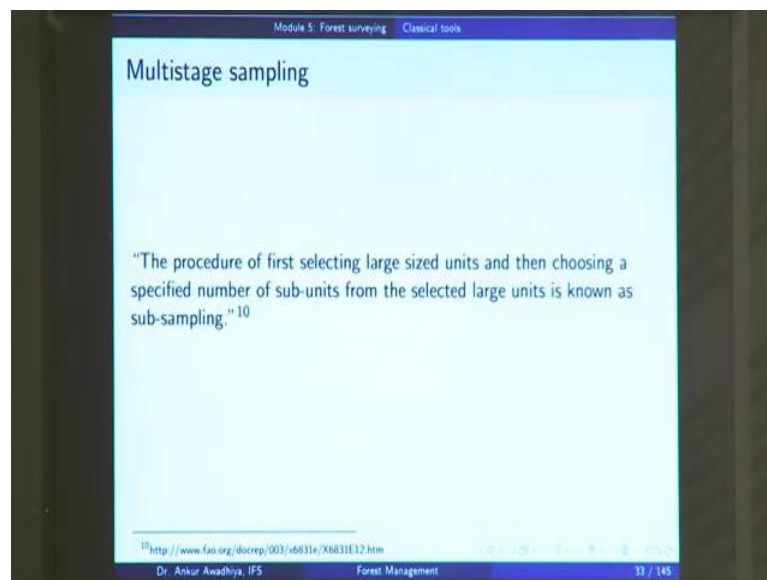 Module 5: Forest surveying Classical tools
Multistage sampling
"The procedure of first selecting large sized units and then choosing a
specified number of sub-units from the selected large units is known as
sub-sampling." 10
10 http://www.fao.org/docrep/003/x6831e/X6831E12.htm
Dr. Ankur Awadhiya, IFS Forest Management 33 / 145